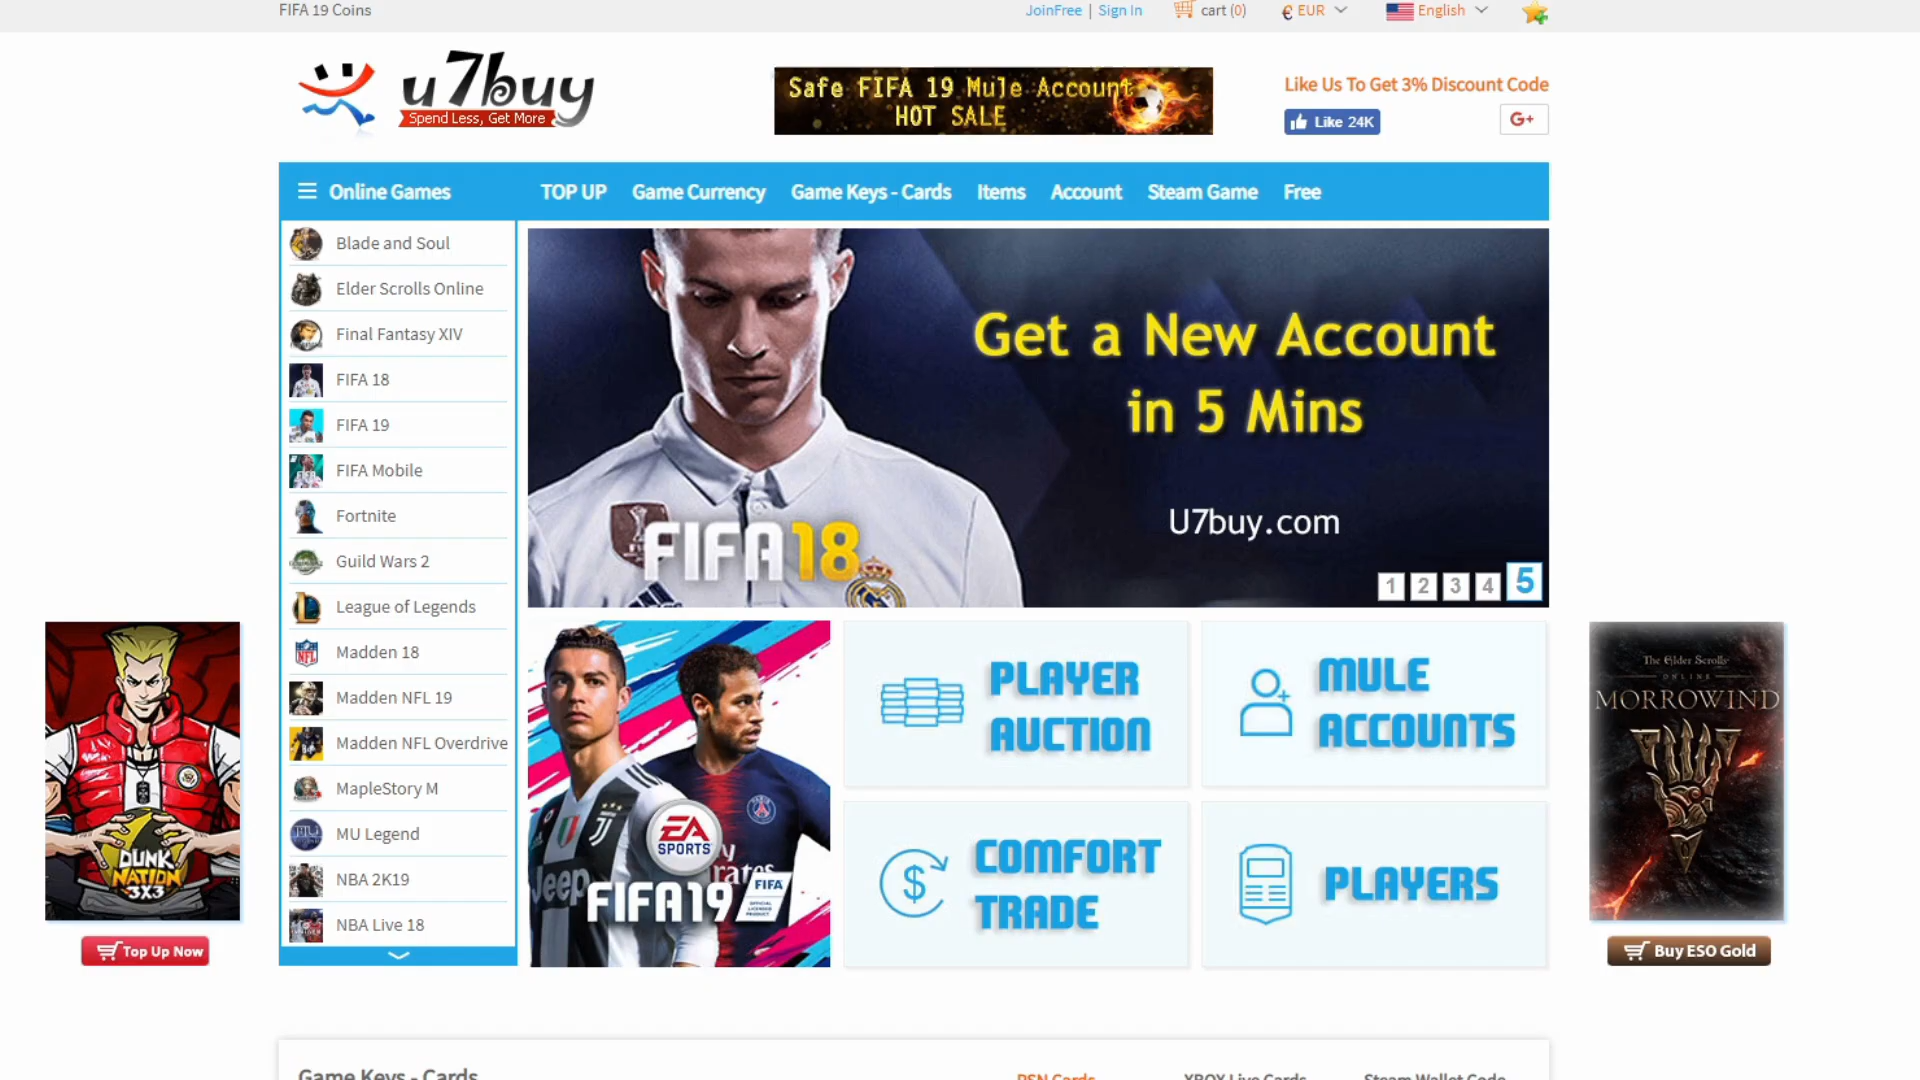 FIFA 19 Coins
JoinFree | Sign In
cart (0)
€ EUR
English
u7buy
Spend Less, Get More
Safe FIFA 19 Mule Account
HOT SALE
Like Us To Get 3% Discount Code
Like 24K
G+
Online Games
TOP UP
Game Currency
Game Keys - Cards
Items
Account
Steam Game
Free
Blade and Soul
Elder Scrolls Online
Final Fantasy XIV
FIFA 18
FIFA 19
FIFA Mobile
Fortnite
Guild Wars 2
League of Legends
Madden 18
Madden NFL 19
Madden NFL Overdrive
MapleStory M
MU Legend
NBA 2K19
NBA Live 18
Get a New Account
in 5 Mins
U7buy.com
FIFA 18
1 2 3 4 5
EA
SPORTS
Jeep
FIFA 19
FIFA
OFFICIAL
LICENSED
PRODUCT
PLAYER
AUCTION
MULE
ACCOUNTS
COMFORT
TRADE
PLAYERS
DUNK
NATION
3X3
Top Up Now
The Elder Scrolls
ONLINE
MORROWIND
Buy ESO Gold
Game Keys - Cards
PSN Cards
XBOX Live Cards
Steam Wallet Code